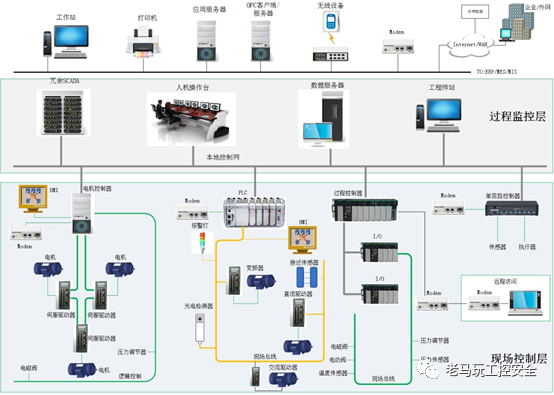 工作站
打印机
应用服务器
OPC客户端/
服务器
无线设备
Modem
企业/外网
Internet/WAN
TO:ERP/MES/MIS
冗余SCADA
人机操作台
数据服务器
工程师站
过程监控层
本地控制网
电机控制器
HMI
Modem
PLC
Modem
报警灯
过程控制器
Modem
单回路控制器
传感器
执行器
HMI
I/O
I/O
电机
电机
变频器
接近传感器
直流驱动器
伺服驱动器
伺服驱动器
伺服驱动器
光电检测器
远程访问
Modem
Modem
电机
压力调节器
电磁阀
逻辑控制
现场总线
交流驱动器
电磁阀
电动阀
温度传感器
现场总线
压力调节器
压力传感器
现场控制层
老马玩工控安全